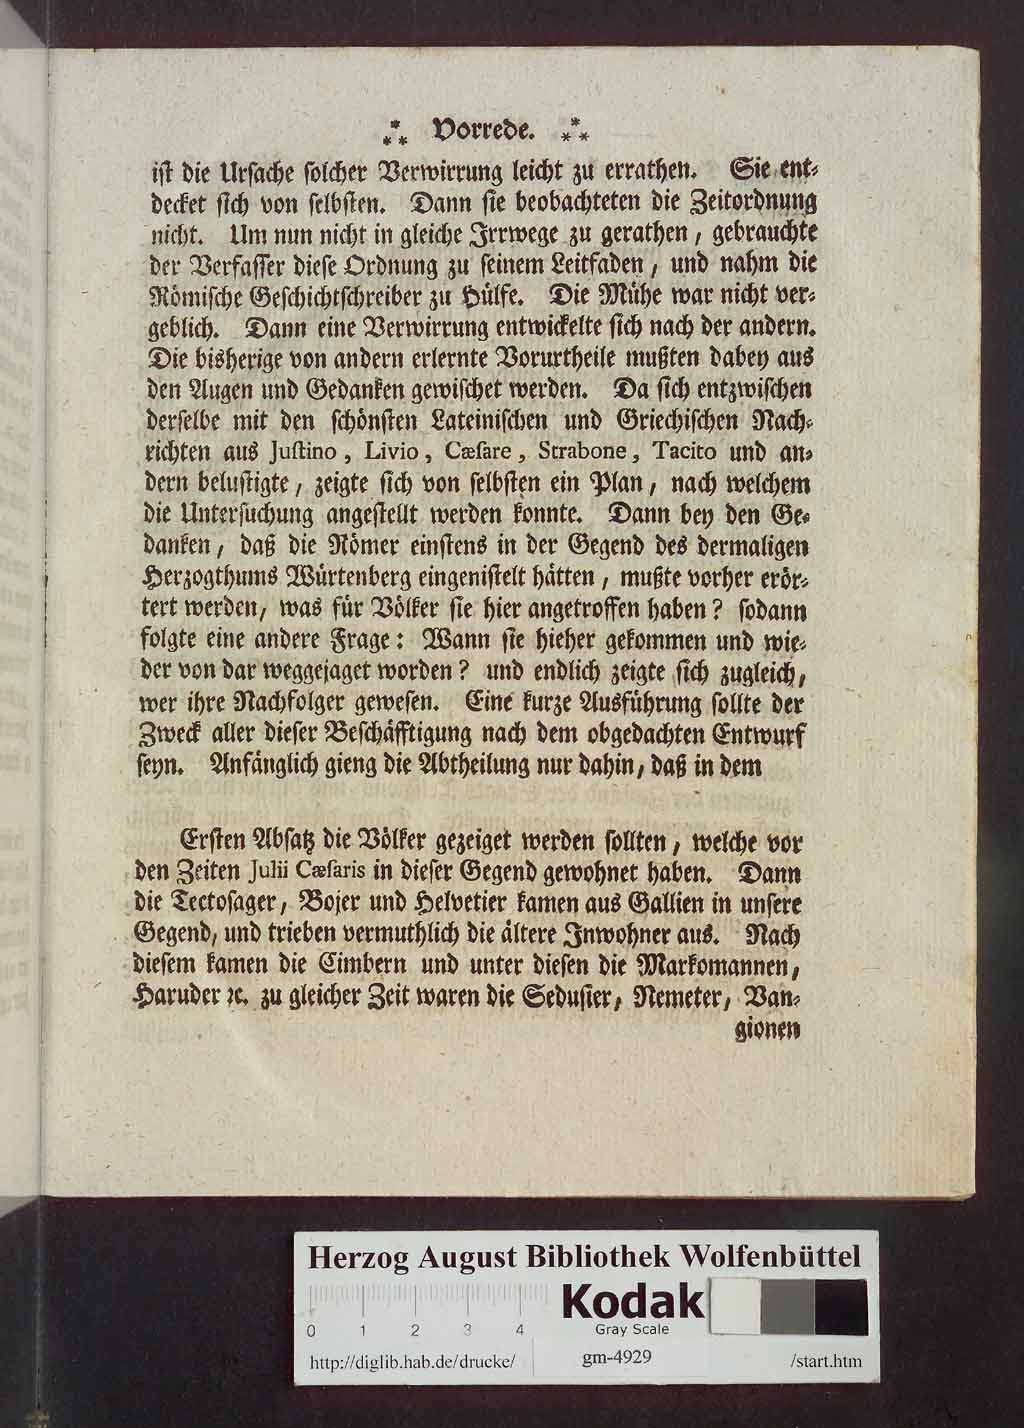 ⁂ Vorrede. ⁂
ist die Ursache solcher Verwirrung leicht zu errathen. Sie ent-
decket sich von selbsten. Dann sie beobachteten die Zeitordnung
nicht. Um nun nicht in gleiche Irrwege zu gerathen, gebrauchte
der Verfasser diese Ordnung zu seinem Leitfaden, und nahm die
Römische Geschichtschreiber zu Hülfe. Die Mühe war nicht ver-
geblich. Dann eine Verwirrung entwickelte sich nach der andern.
Die bisherige von andern erlernte Vorurtheile mußten dabey aus
den Augen und Gedanken gewischet werden. Da sich entzwischen
derselbe mit den schönsten Lateinischen und Griechischen Nach-
richten aus Juſtino, Livio, Cæſare, Strabone, Tacito und an-
dern belustigte, zeigte sich von selbsten ein Plan, nach welchem
die Untersuchung angestellt werden konnte. Dann bey den Ge-
danken, daß die Römer einstens in der Gegend des dermaligen
Herzogthums Würtenberg eingenistelt hätten, mußte vorher erör-
tert werden, was für Völker sie hier angetroffen haben? sodann
folgte eine andere Frage: Wann sie hieher gekommen und wie-
der von dar weggejaget worden? und endlich zeigte sich zugleich,
wer ihre Nachfolger gewesen. Eine kurze Ausführung sollte der
Zweck aller dieser Beschäfftigung nach dem obgedachten Entwurf
seyn. Anfänglich gieng die Abtheilung nur dahin, daß in dem
Ersten Absatz die Völker gezeiget werden sollten, welche vor
den Zeiten Julii Cæſaris in dieser Gegend gewohnet haben. Dann
die Tectosager, Bojer und Helvetier kamen aus Gallien in unsere
Gegend, und trieben vermuthlich die ältere Inwohner aus. Nach
diesem kamen die Cimbern und unter diesen die Markomannen,
Haruder ꝛc. zu gleicher Zeit waren die Sedusier, Nemeter, Van-
gionen
Herzog August Bibliothek Wolfenbüttel
0 1 2 3 4
Kodak
Gray Scale
http://diglib.hab.de/drucke/ gm-4929 /start.htm